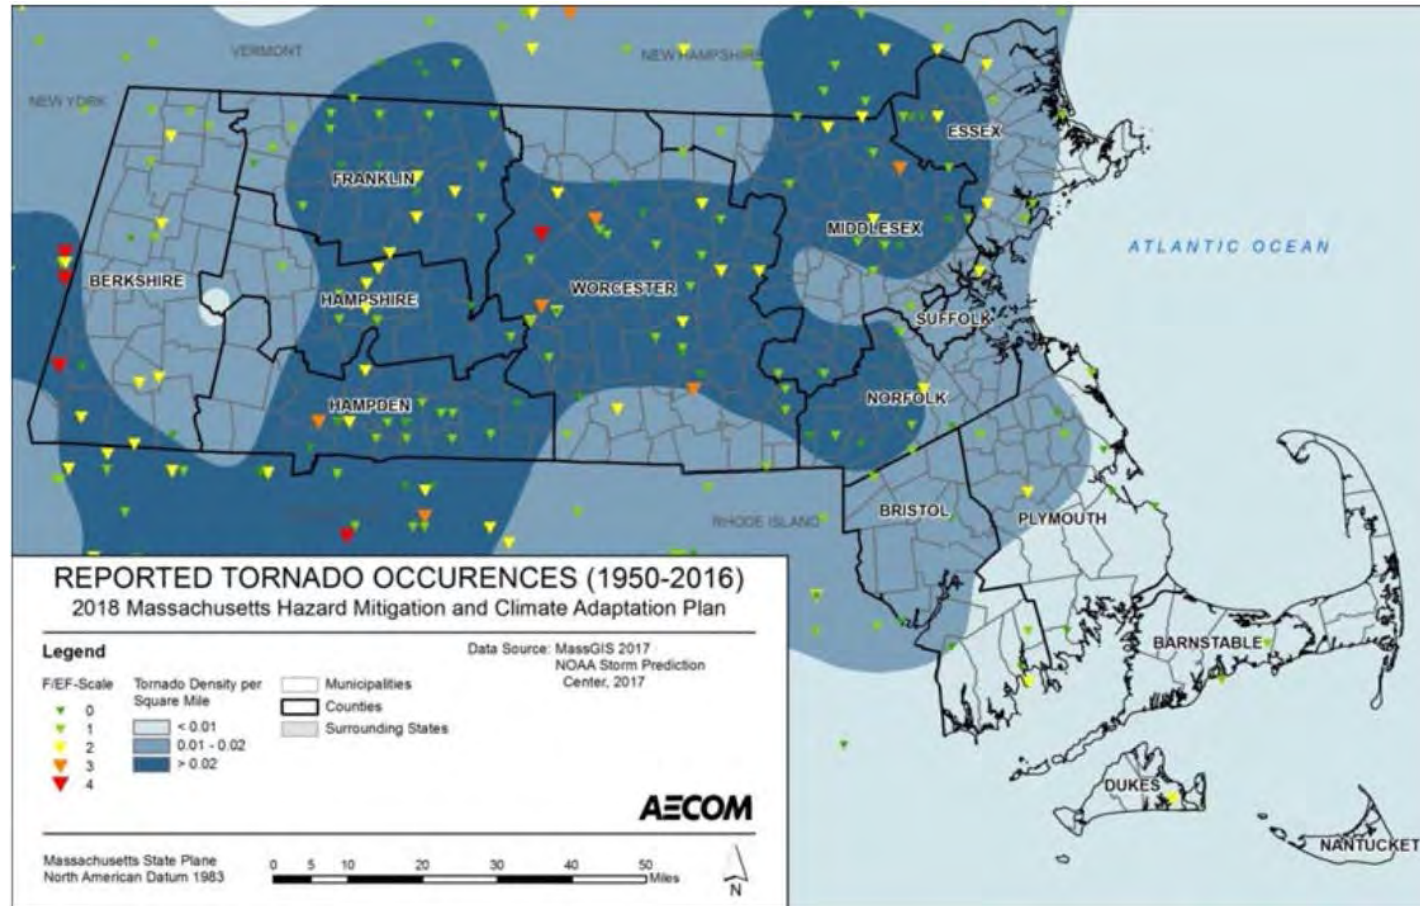 VERMONT
NEW HAMPSHIRE
NEW YORK
ESSEX
FRANKLIN
MIDDLESEX
ATLANTIC OCEAN
BERKSHIRE
HAMPSHIRE
WORCESTER
SUFFOLK
NORFOLK
HAMPDEN
BRISTOL
RHODE ISLAND
PLYMOUTH
BARNSTABLE
DUKES
NANTUCKET
REPORTED TORNADO OCCURENCES (1950-2016)
2018 Massachusetts Hazard Mitigation and Climate Adaptation Plan
Legend
F/EF-Scale
0
1
2
3
4
Tornado Density per
Square Mile
< 0.01
0.01 - 0.02
> 0.02
Municipalities
Counties
Surrounding States
Data Source: MassGIS 2017
NOAA Storm Prediction
Center, 2017
AECOM
Massachusetts State Plane
North American Datum 1983
0 5 10 20 30 40 50
Miles
N